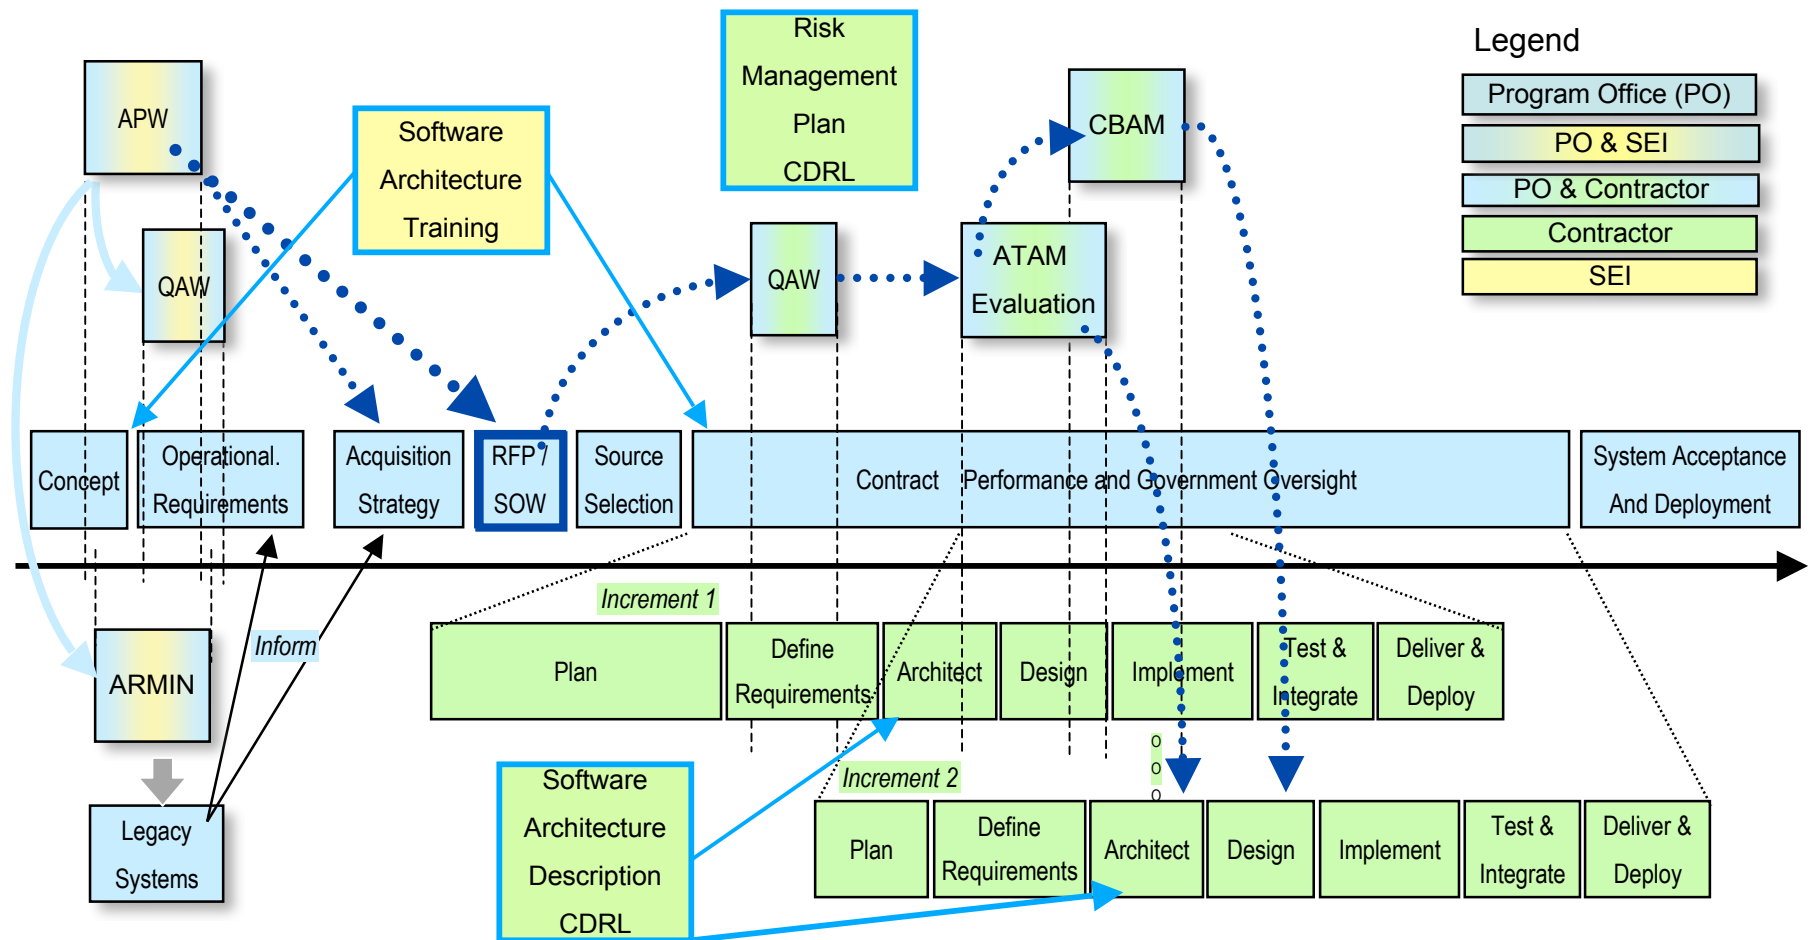 Risk
Management
Plan
CDRL
Legend
Program Office (PO)
PO & SEI
PO & Contractor
Contractor
SEI
APW
Software
Architecture
Training
CBAM
QAW
QAW
ATAM
Evaluation
Concept
Operational.
Requirements
Acquisition
Strategy
RFP /
SOW
Source
Selection
Contract Performance and Government Oversight
System Acceptance
And Deployment
Increment 1
Inform
ARMIN
Plan
Define
Requirements
Architect
Design
Implement
Test &
Integrate
Deliver &
Deploy
o
o
o
Increment 2
Software
Architecture
Description
CDRL
Legacy
Systems
Plan
Define
Requirements
Architect
Design
Implement
Test &
Integrate
Deliver &
Deploy